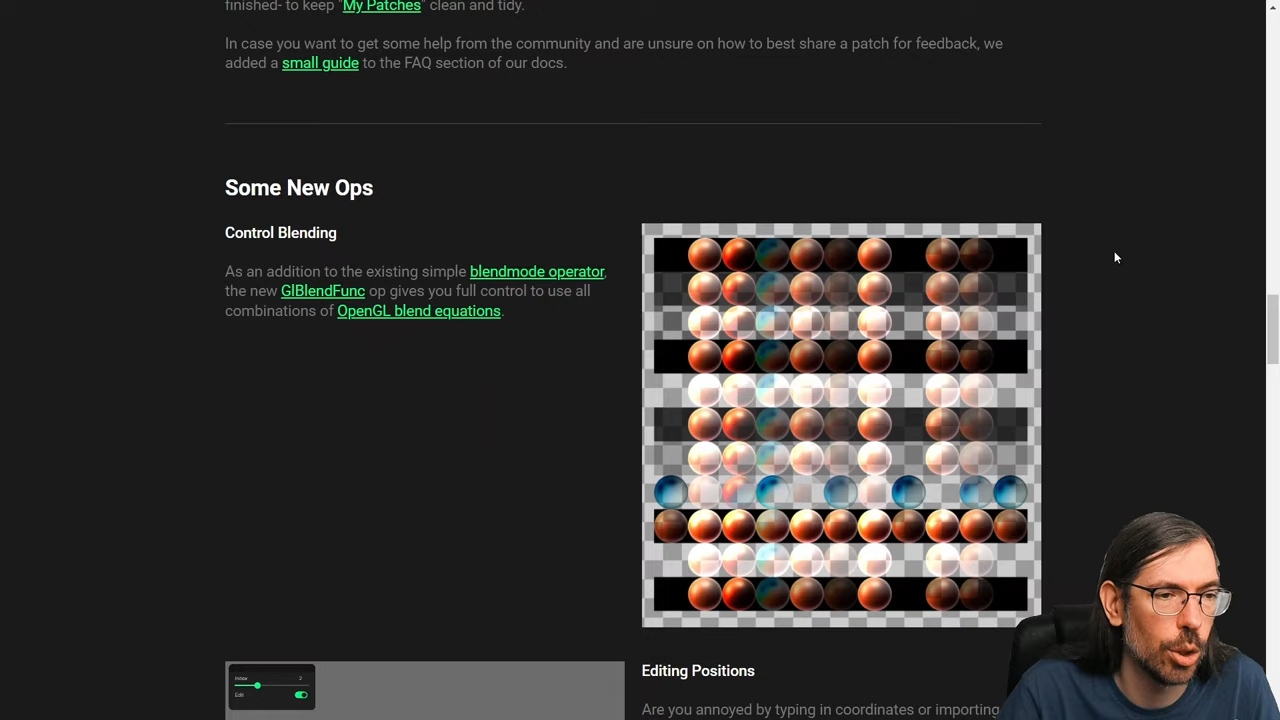 finished- to keep "My Patches" clean and tidy.
In case you want to get some help from the community and are unsure on how to best share a patch for feedback, we
added a small guide to the FAQ section of our docs.
Some New Ops
Control Blending
As an addition to the existing simple blendmode operator,
the new GlBlendFunc op gives you full control to use all
combinations of OpenGL blend equations.
Index 2
Edit
Editing Positions
Are you annoyed by typing in coordinates or importing